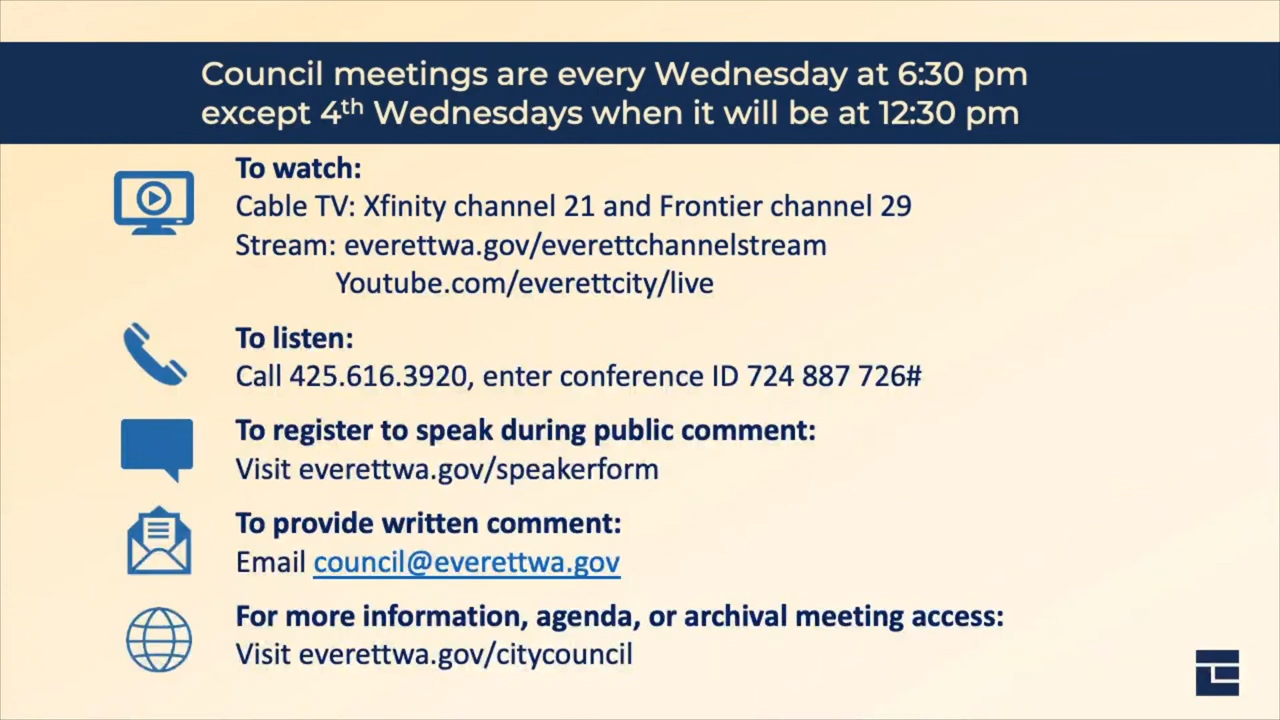 Council meetings are every Wednesday at 6:30 pm
except 4th Wednesdays when it will be at 12:30 pm
To watch:
Cable TV: Xfinity channel 21 and Frontier channel 29
Stream: everettwa.gov/everettchannelstream
Youtube.com/everettcity/live
To listen:
Call 425.616.3920, enter conference ID 724 887 726#
To register to speak during public comment:
Visit everettwa.gov/speakerform
To provide written comment:
Email council@everettwa.gov
For more information, agenda, or archival meeting access:
Visit everettwa.gov/citycouncil